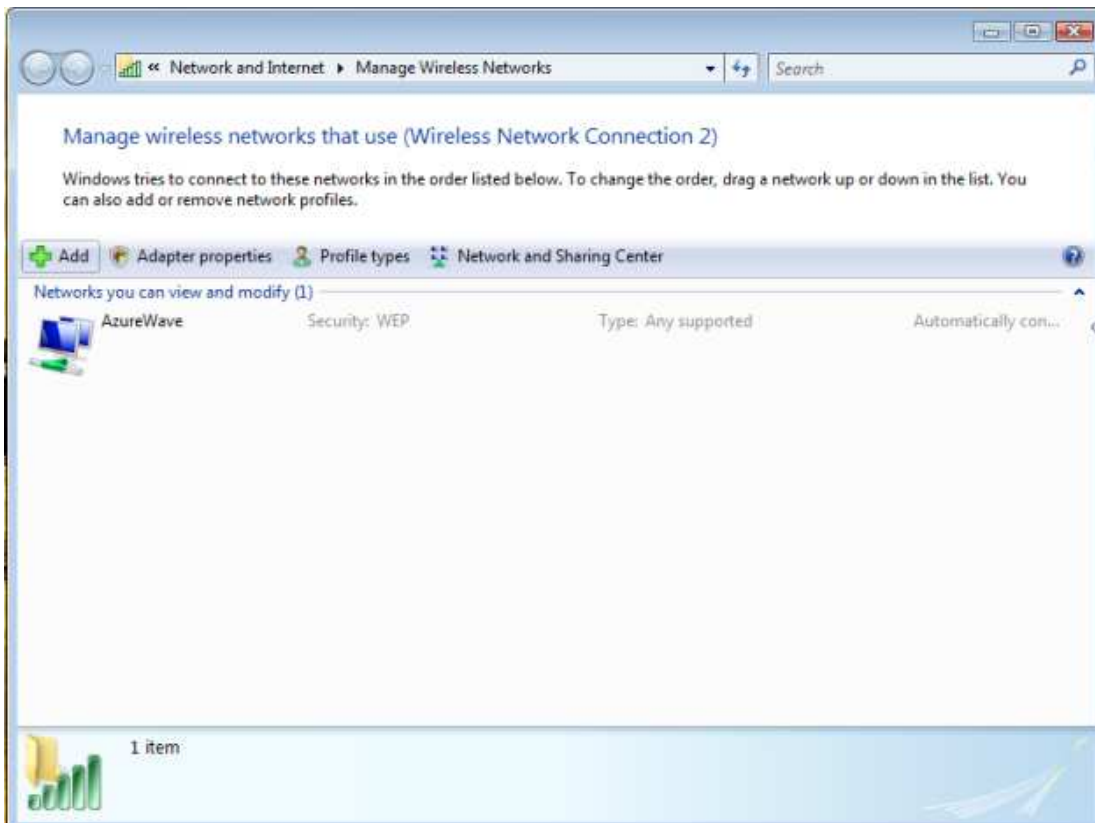 « Network and Internet ▸ Manage Wireless Networks
Search
Manage wireless networks that use (Wireless Network Connection 2)
Windows tries to connect to these networks in the order listed below. To change the order, drag a network up or down in the list. You
can also add or remove network profiles.
Add Adapter properties Profile types Network and Sharing Center
Networks you can view and modify (1)
AzureWave Security: WEP Type: Any supported Automatically con...
1 item